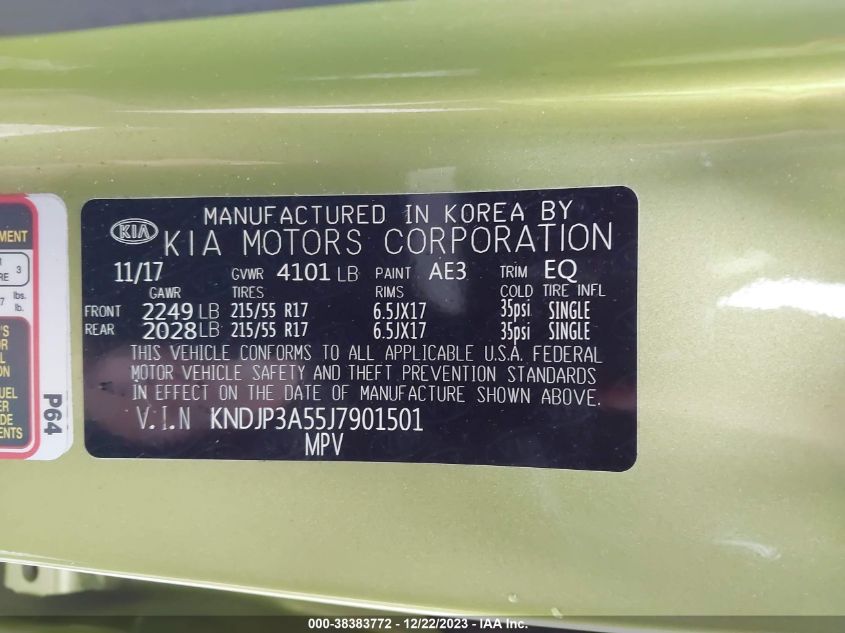 MANUFACTURED IN KOREA BY
KIA KIA MOTORS CORPORATION
11/17 GVWR 4101 LB PAINT AE3 TRIM EQ
GAWR TIRES RIMS COLD TIRE INFL
FRONT 2249 LB 215/55 R17 6.5JX17 35psi SINGLE
REAR 2028 LB 215/55 R17 6.5JX17 35psi SINGLE
THIS VEHICLE CONFORMS TO ALL APPLICABLE U.S.A. FEDERAL
MOTOR VEHICLE SAFETY AND THEFT PREVENTION STANDARDS
IN EFFECT ON THE DATE OF MANUFACTURE SHOWN ABOVE.
V.I.N KNDJP3A55J7901501
MPV
P64
MENT
3
lbs.
lb.
000-38383772 - 12/22/2023 - IAA Inc.